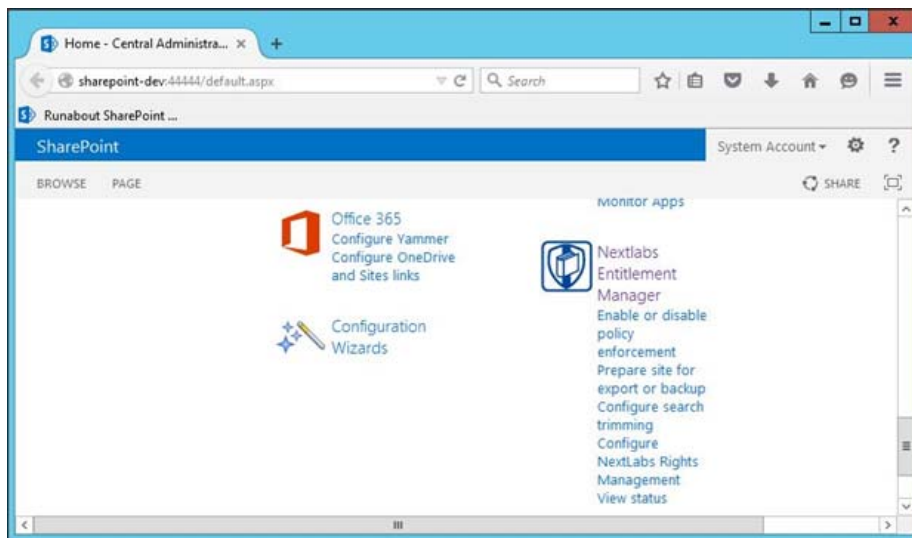 Home - Central Administra... × +
sharepoint-dev:44444/default.aspx
Search
Runabout SharePoint ...
SharePoint
System Account
?
BROWSE PAGE
SHARE
Monitor Apps
Office 365
Configure Yammer
Configure OneDrive
and Sites links
Configuration
Wizards
Nextlabs
Entitlement
Manager
Enable or disable
policy
enforcement
Prepare site for
export or backup
Configure search
trimming
Configure
NextLabs Rights
Management
View status